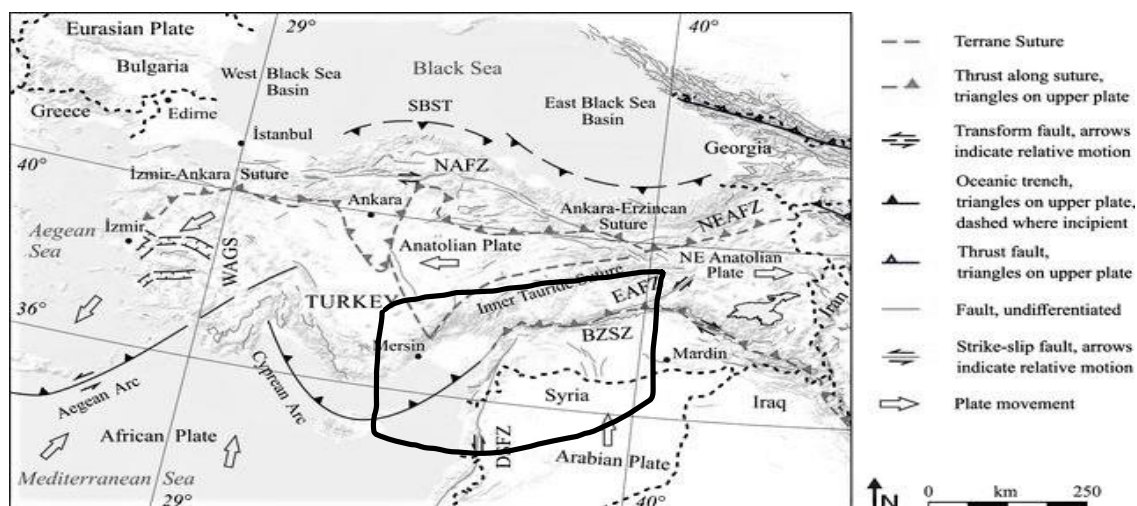 29°
40°
Eurasian Plate
Bulgaria
West Black Sea
Basin
Black Sea
SBST
East Black Sea
Basin
Greece
Edirne
İstanbul
Georgia
40°
NAFZ
İzmir-Ankara Suture
Ankara
Ankara-Erzincan
Suture
NEAFZ
İzmir
Aegean
Sea
WAGS
Anatolian Plate
NE Anatolian
Plate
Inner Tauride Suture
EAFZ
Iran
TURKEY
36°
BZSZ
Mersin
Mardin
Cyprean Arc
Aegean Arc
Syria
Iraq
African Plate
DSFZ
Arabian Plate
Mediterranean Sea
29°
40°
Terrane Suture
Thrust along suture,
triangles on upper plate
Transform fault, arrows
indicate relative motion
Oceanic trench,
triangles on upper plate,
dashed where incipient
Thrust fault,
triangles on upper plate
Fault, undifferentiated
Strike-slip fault, arrows
indicate relative motion
Plate movement
N
0 km 250
36°